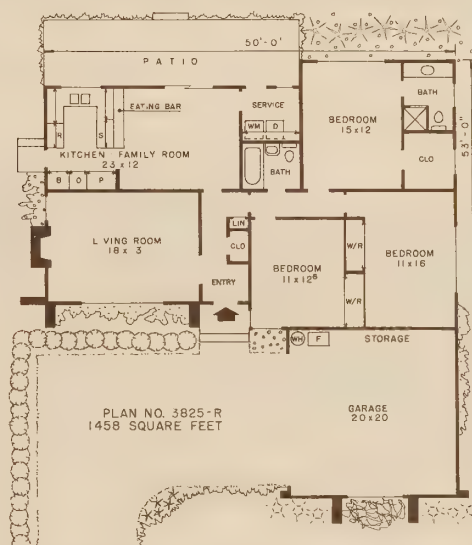 50'-0"
PATIO
EATING BAR
SERVICE
WM D
BEDROOM
15 x 12
BATH
53'-0"
R
S
KITCHEN FAMILY ROOM
23 x 12
BATH
CLO
B O P
LIVING ROOM
18 x 3
LIN
CLO
ENTRY
BEDROOM
11 x 12⁶
W/R
W/R
BEDROOM
11 x 16
WH F
STORAGE
PLAN NO. 3825-R
1458 SQUARE FEET
GARAGE
20 x 20